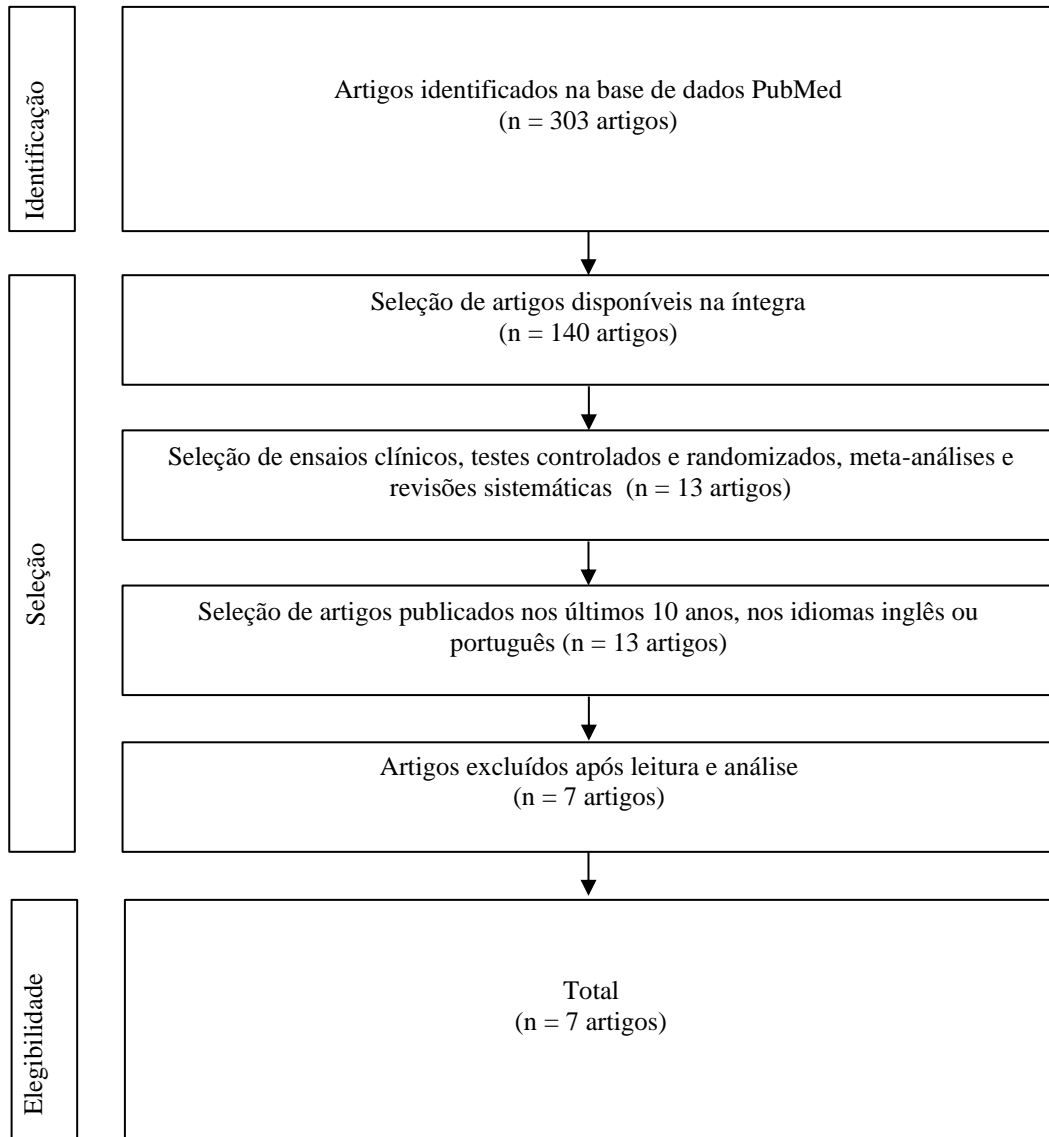 Identificação
Artigos identificados na base de dados PubMed
(n = 303 artigos)
Seleção
Seleção de artigos disponíveis na íntegra
(n = 140 artigos)
Seleção de ensaios clínicos, testes controlados e randomizados, meta-análises e
revisões sistemáticas (n = 13 artigos)
Seleção de artigos publicados nos últimos 10 anos, nos idiomas inglês ou
português (n = 13 artigos)
Artigos excluídos após leitura e análise
(n = 7 artigos)
Elegibilidade
Total
(n = 7 artigos)